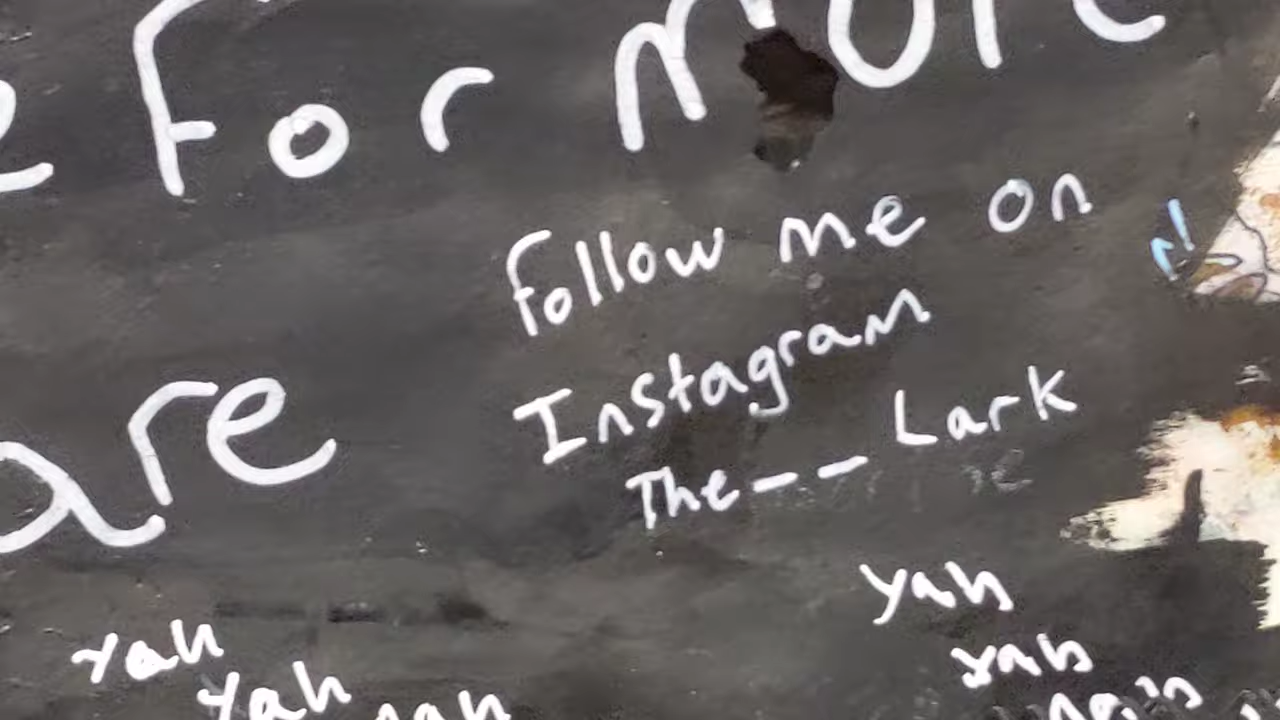 For more
Follow me on
Instagram
are
The-- Lark
yah
yah
yah
yah